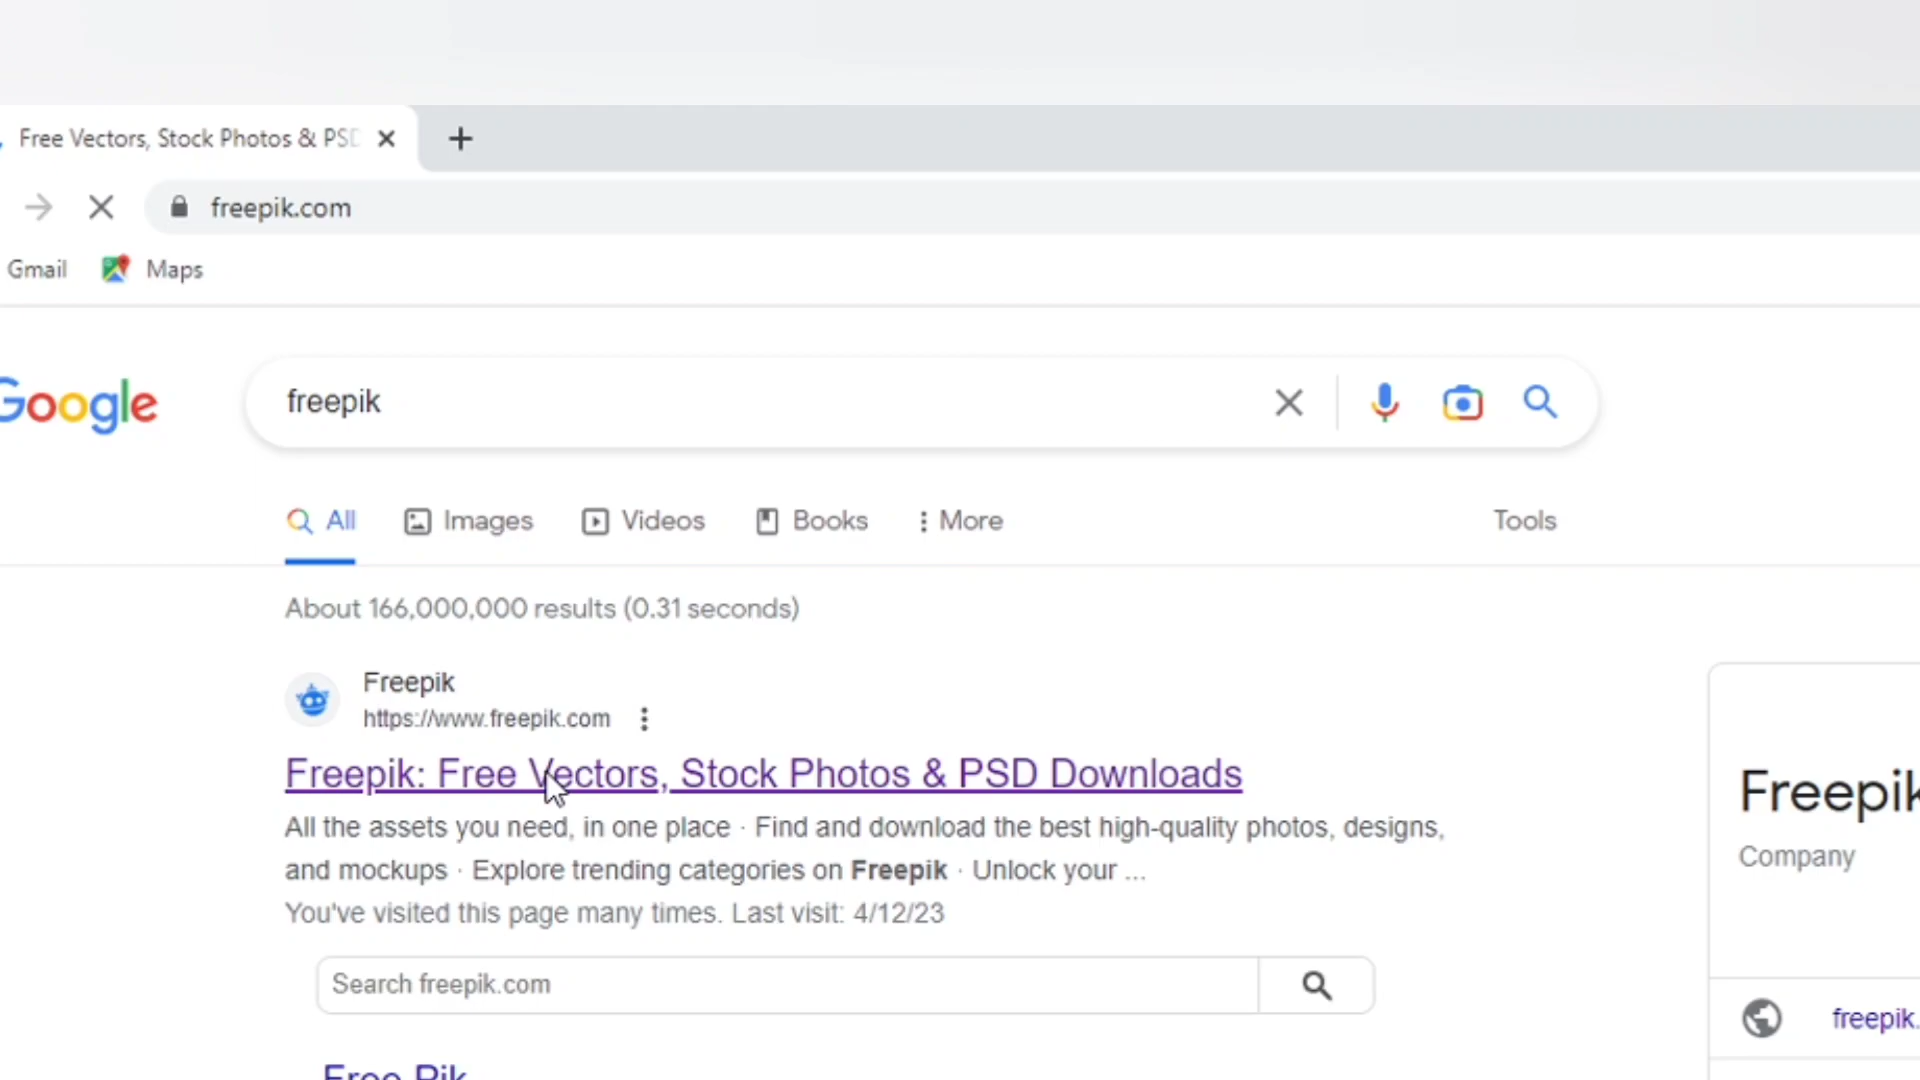 Free Vectors, Stock Photos & PSD
freepik.com
Gmail Maps
Google
freepik
All Images Videos Books More Tools
About 166,000,000 results (0.31 seconds)
Freepik
https://www.freepik.com
Freepik: Free Vectors, Stock Photos & PSD Downloads
All the assets you need, in one place · Find and download the best high-quality photos, designs,
and mockups · Explore trending categories on Freepik · Unlock your ...
You've visited this page many times. Last visit: 4/12/23
Search freepik.com
Free Pik
Freepik
Company
freepik.